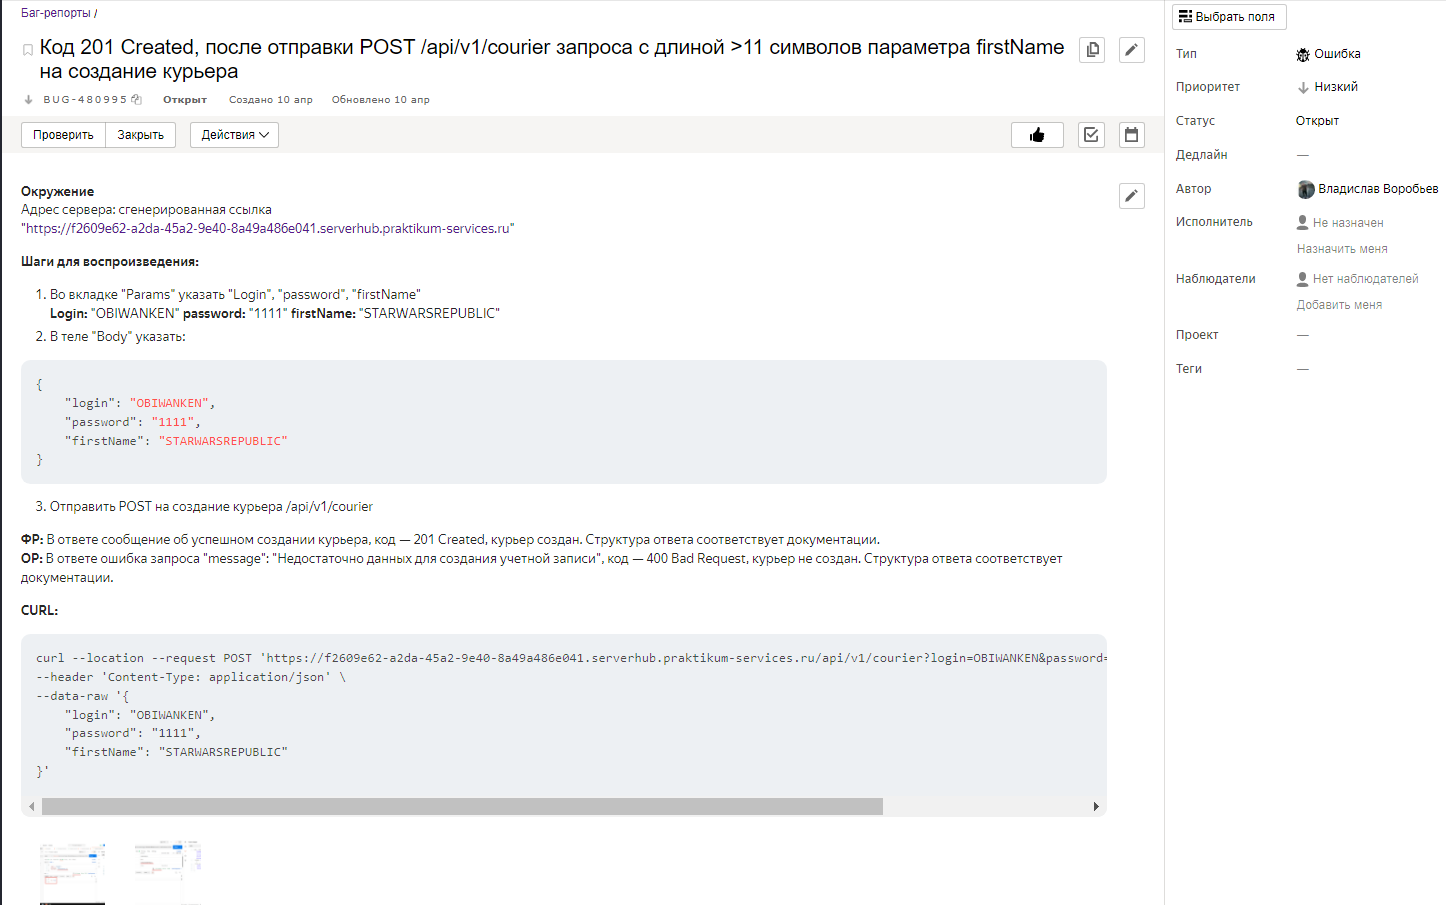 Баг-репорты /
Код 201 Created, после отправки POST /api/v1/courier запроса с длиной >11 символов параметра firstName
на создание курьера
BUG-480995 Открыт Создано 10 апр Обновлено 10 апр
Проверить Закрыть Действия
Окружение
Адрес сервера: сгенерированная ссылка
"https://f2609e62-a2da-45a2-9e40-8a49a486e041.serverhub.praktikum-services.ru"
Шаги для воспроизведения:
1. Во вкладке "Params" указать "Login", "password", "firstName"
Login: "OBIWANKEN" password: "1111" firstName: "STARWARSREPUBLIC"
2. В теле "Body" указать:
{
"login": "OBIWANKEN",
"password": "1111",
"firstName": "STARWARSREPUBLIC"
}
3. Отправить POST на создание курьера /api/v1/courier
ФР: В ответе сообщение об успешном создании курьера, код — 201 Created, курьер создан. Структура ответа соответствует документации.
ОР: В ответе ошибка запроса "message": "Недостаточно данных для создания учетной записи", код — 400 Bad Request, курьер не создан. Структура ответа соответствует
документации.
CURL:
curl --location --request POST 'https://f2609e62-a2da-45a2-9e40-8a49a486e041.serverhub.praktikum-services.ru/api/v1/courier?login=OBIWANKEN&password=
--header 'Content-Type: application/json' \
--data-raw '{
"login": "OBIWANKEN",
"password": "1111",
"firstName": "STARWARSREPUBLIC"
}'
Выбрать поля
Тип Ошибка
Приоритет Низкий
Статус Открыт
Дедлайн —
Автор Владислав Воробьев
Исполнитель Не назначен
Назначить меня
Наблюдатели Нет наблюдателей
Добавить меня
Проект —
Теги —